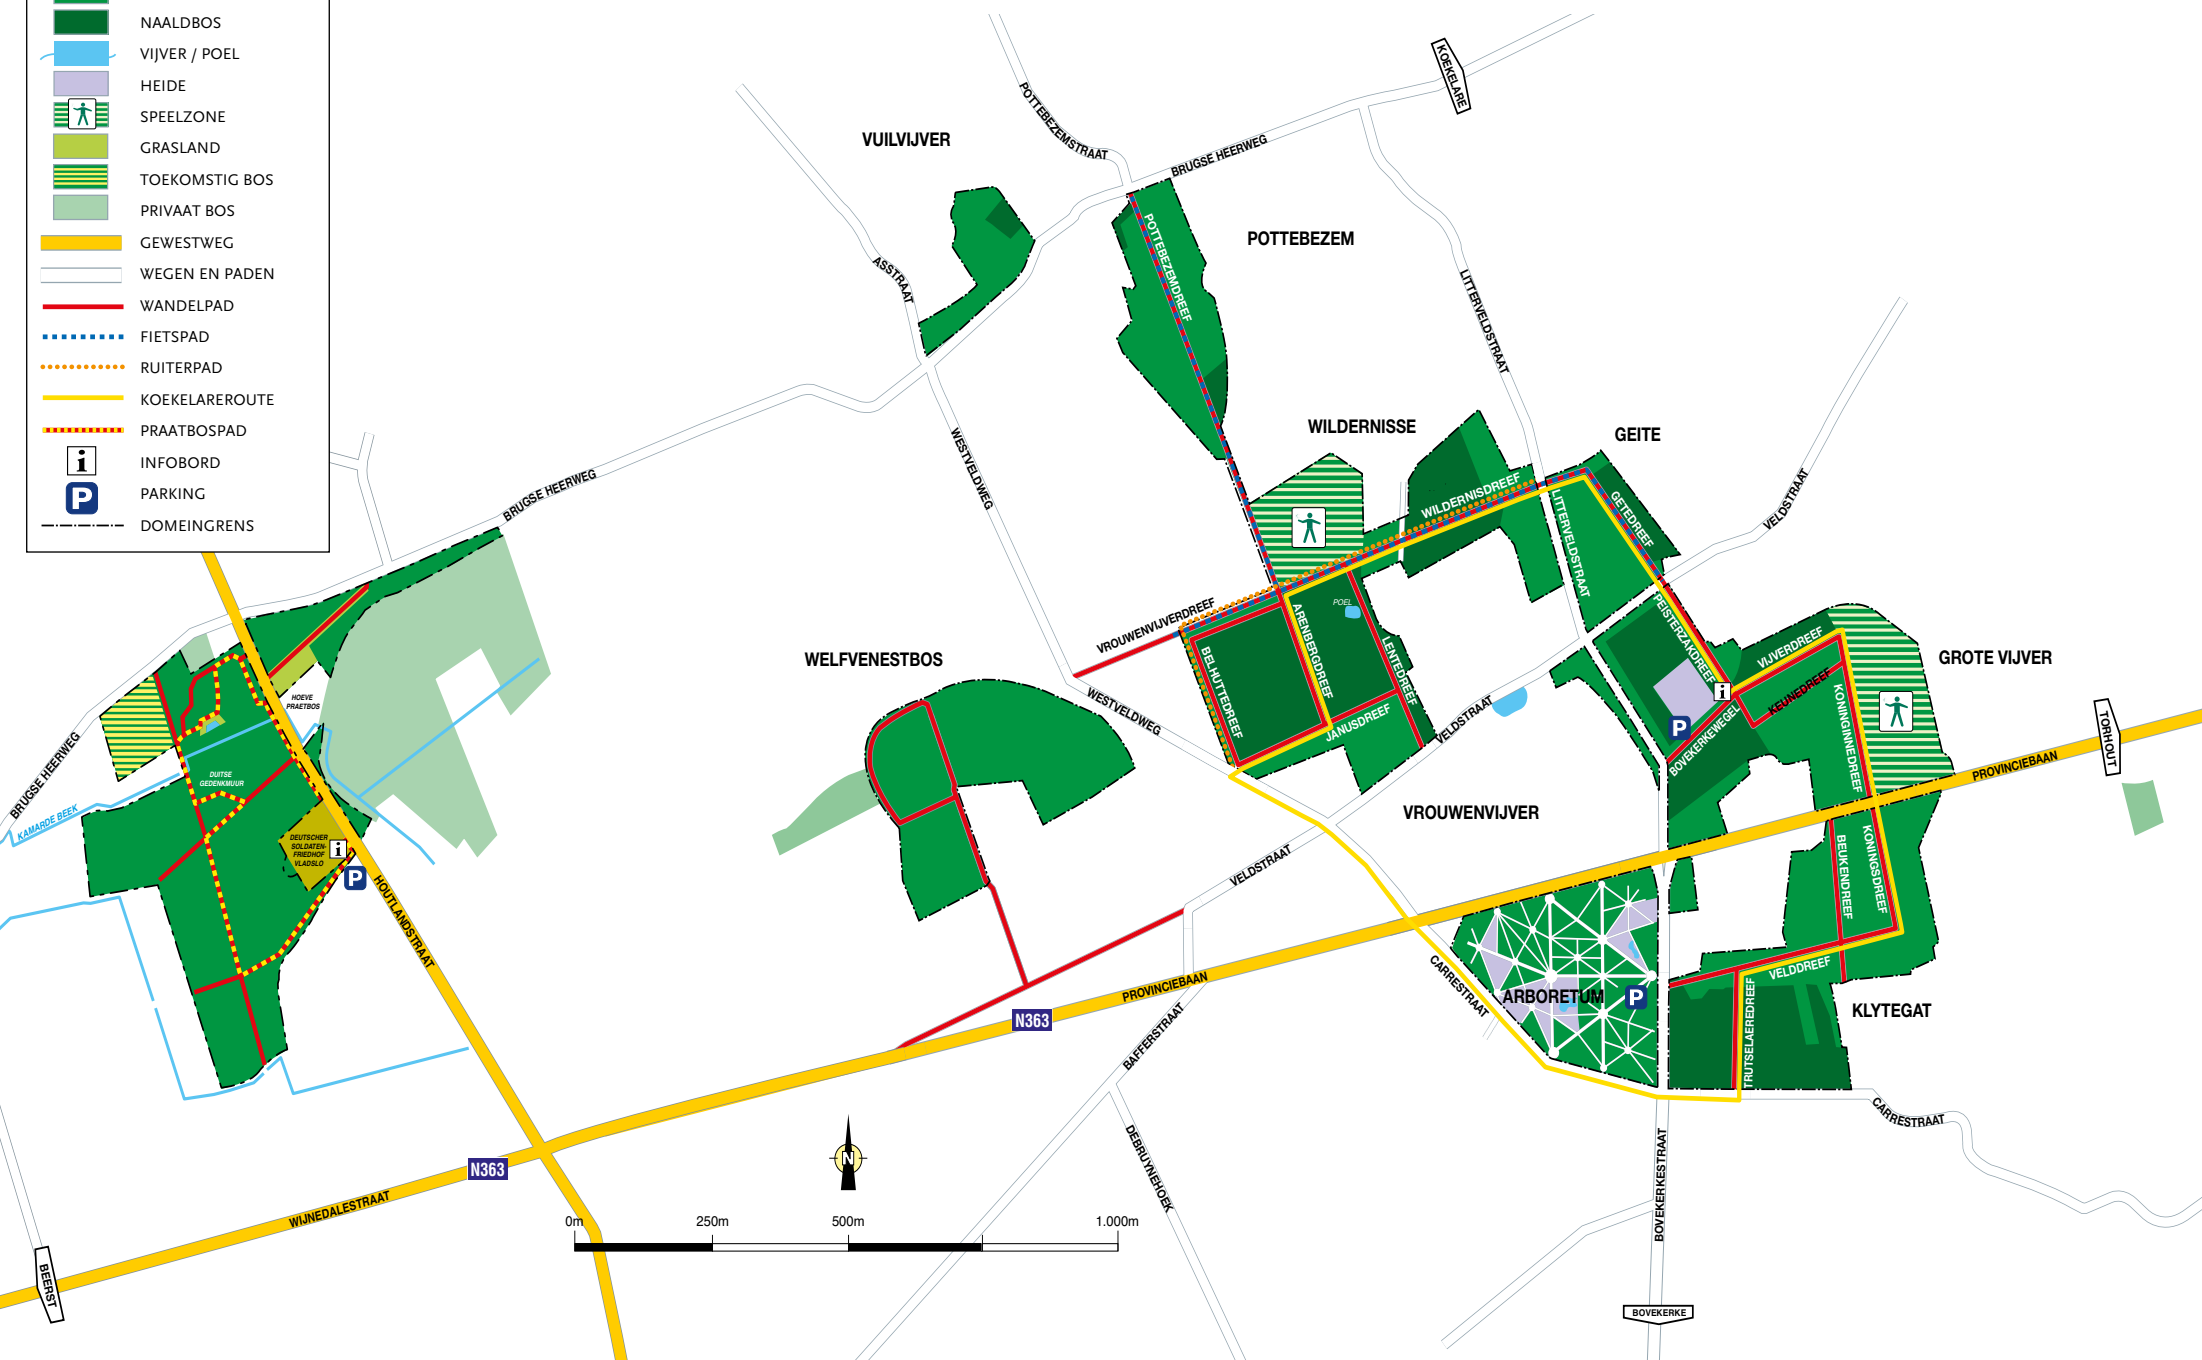 NAALDBOS
VIJVER / POEL
HEIDE
SPEELZONE
GRASLAND
TOEKOMSTIG BOS
PRIVAAT BOS
GEWESTWEG
WEGEN EN PADEN
WANDELPAD
FIETSPAD
RUITERPAD
KOEKELAREROUTE
PRAATBOSPAD
i
INFOBORD
P
PARKING
DOMEINGRENS
KOEKELARE
POTTEBEZEMSTRAAT
VUILVIJVER
BRUGSE HEERWEG
POTTEBEZEM
POTTEBEZEMDREEF
ASSTRAAT
LITTERVELDSTRAAT
WILDERNISSE
GEITE
WESTVELDWEG
BRUGSE HEERWEG
WILDERNISDREEF
GETEDREEF
VELDSTRAAT
LITTERVELDSTRAAT
VROUWENVIJVERDREEF
POEL
ARENBERGDREEF
PEISTERZAKDREEF
VIJVERDREEF
GROTE VIJVER
WELFVENESTBOS
BELHUTTEDREEF
LENTEDREEF
KEUNEDREEF
KONINGINNEDREEF
i
P
HOEVE
PRAETBOS
WESTVELDWEG
JANUSDREEF
VELDSTRAAT
BOVEKERKEWEGEL
TORHOUT
PROVINCIEBAAN
BRUGSE HEERWEG
DUITSE
GEDENKMUUR
KAMARDE BEEK
VROUWENVIJVER
DEUTSCHER
SOLDATEN-
FRIEDHOF
VLADSLO
i
P
VELDSTRAAT
BEUKENDREEF
KONINGSDREEF
HOUTLANDSTRAAT
CARRESTRAAT
PROVINCIEBAAN
ARBORETUM
P
VELDDREEF
KLYTEGAT
N363
BAFFERSTRAAT
TRUTSELAEREDREEF
CARRESTRAAT
N
N363
DEBRUYNEHOEK
BOVEKERKESTRAAT
WIJNEDALESTRAAT
0m
250m
500m
1.000m
BEERST
BOVEKERKE